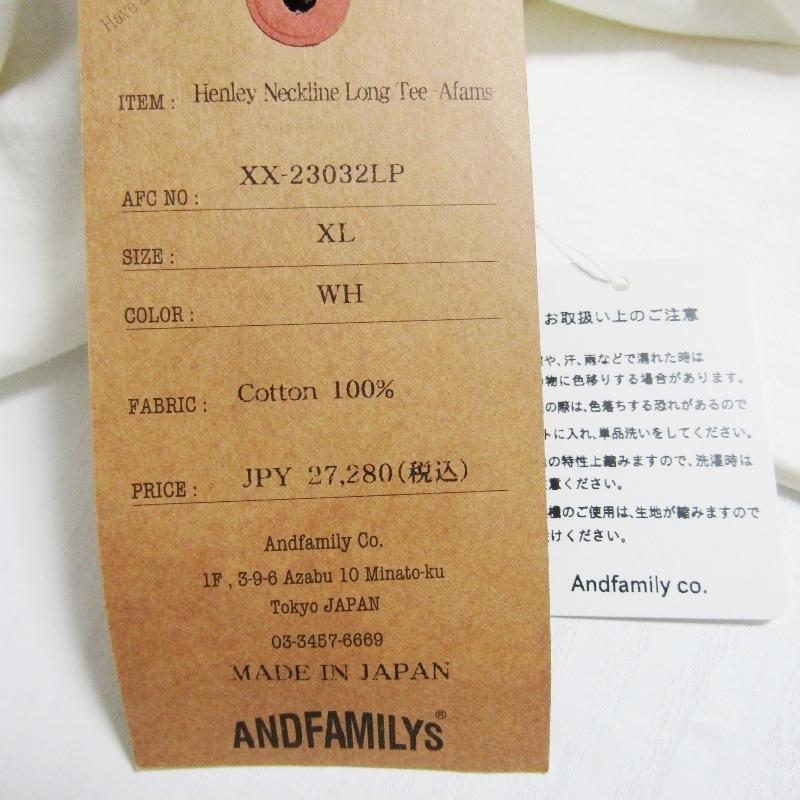 Have a
ITEM : Henley Neckline Long Tee -Afams-
AFC NO : XX-23032LP
SIZE : XL
COLOR : WH
FABRIC : Cotton 100%
PRICE : JPY 27,280(税込)
Andfamily Co.
1F , 3-9-6 Azabu 10 Minato-ku
Tokyo JAPAN
03-3457-6669
MADE IN JAPAN
ANDFAMILYS®
お取扱い上のご注意
や、汗、雨などで濡れた時は
物に色移りする場合があります。
の際は、色落ちする恐れがあるので
トに入れ、単品洗いをしてください。
の特性上縮みますので、洗濯時は
意ください。
機のご使用は、生地が縮みますので
けください。
Andfamily co.